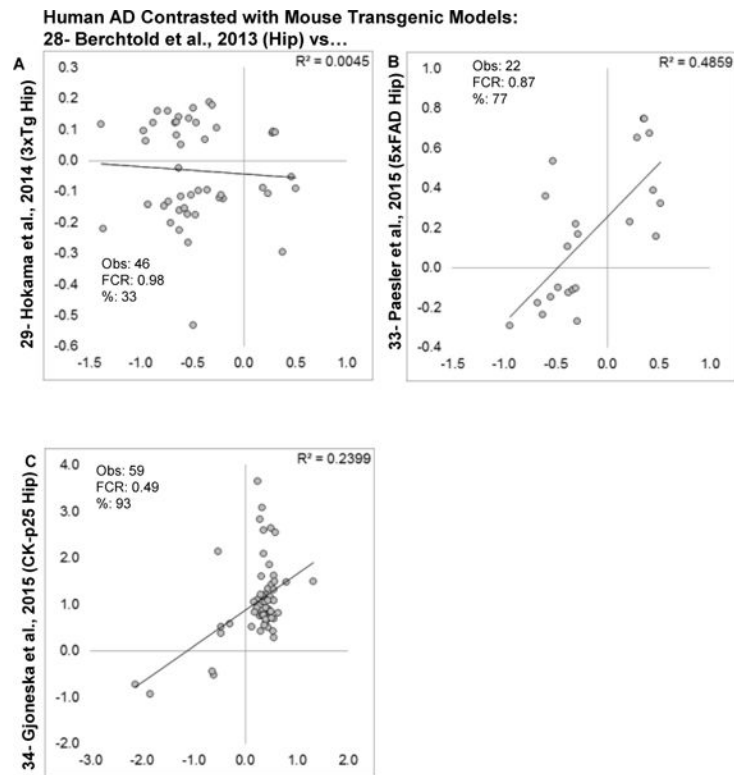 Human AD Contrasted with Mouse Transgenic Models:
28- Berchtold et al., 2013 (Hip) vs…
A
29- Hokama et al., 2014 (3xTg Hip)
R² = 0.0045
0.3
0.2
0.1
0.0
-0.1
-0.2
-0.3
-0.4
-0.5
-0.6
Obs: 46
FCR: 0.98
%: 33
-1.5 -1.0 -0.5 0.0 0.5 1.0
B
33- Paesler et al., 2015 (5xFAD Hip)
R² = 0.4859
Obs: 22
FCR: 0.87
%: 77
1.0
0.8
0.6
0.4
0.2
0.0
-0.2
-0.4
-1.5 -1.0 -0.5 0.0 0.5 1.0
C
34- Gjoneska et al., 2015 (CK-p25 Hip)
R² = 0.2399
Obs: 59
FCR: 0.49
%: 93
4.0
3.0
2.0
1.0
0.0
-1.0
-2.0
-3.0 -2.0 -1.0 0.0 1.0 2.0